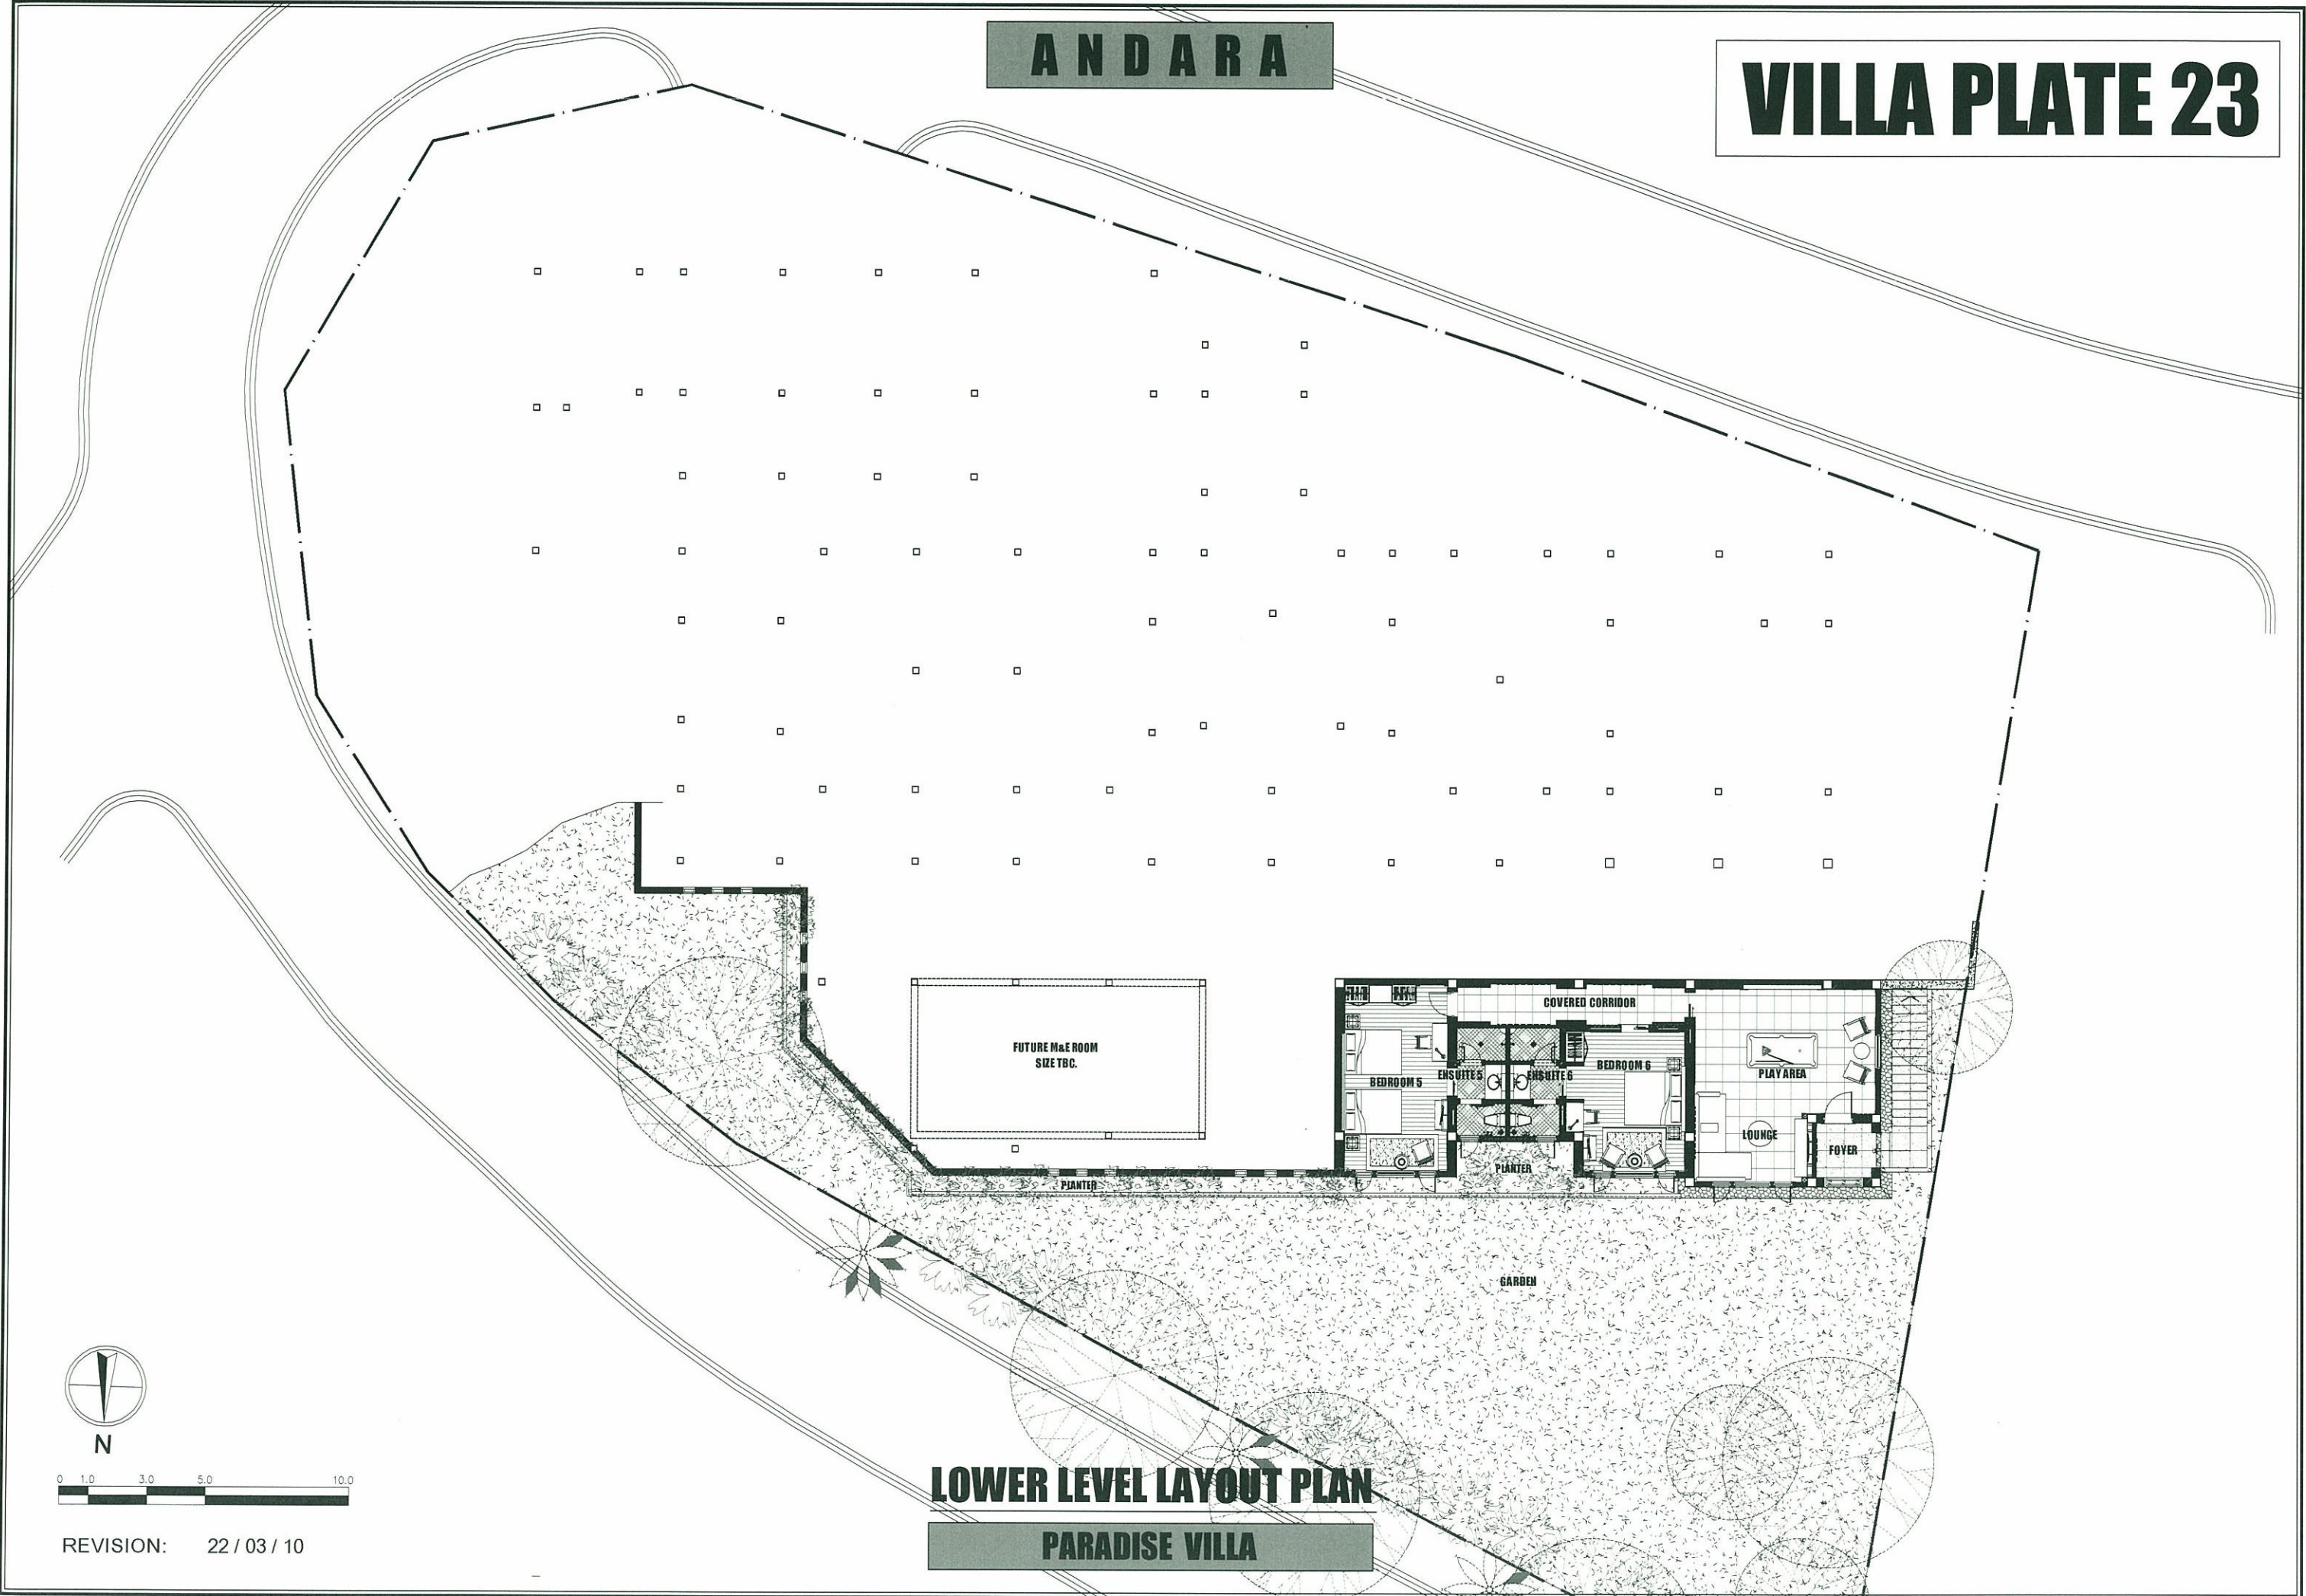 ANDARA
VILLA PLATE 23
COVERED CORRIDOR
FUTURE M&E ROOM
SIZE TBC.
BEDROOM 5
ENSUITE 5
ENSUITE 6
BEDROOM 6
PLAY AREA
LOUNGE
FOYER
PLANTER
PLANTER
GARDEN
N
0 1.0 3.0 5.0 10.0
REVISION: 22 / 03 / 10
LOWER LEVEL LAYOUT PLAN
PARADISE VILLA